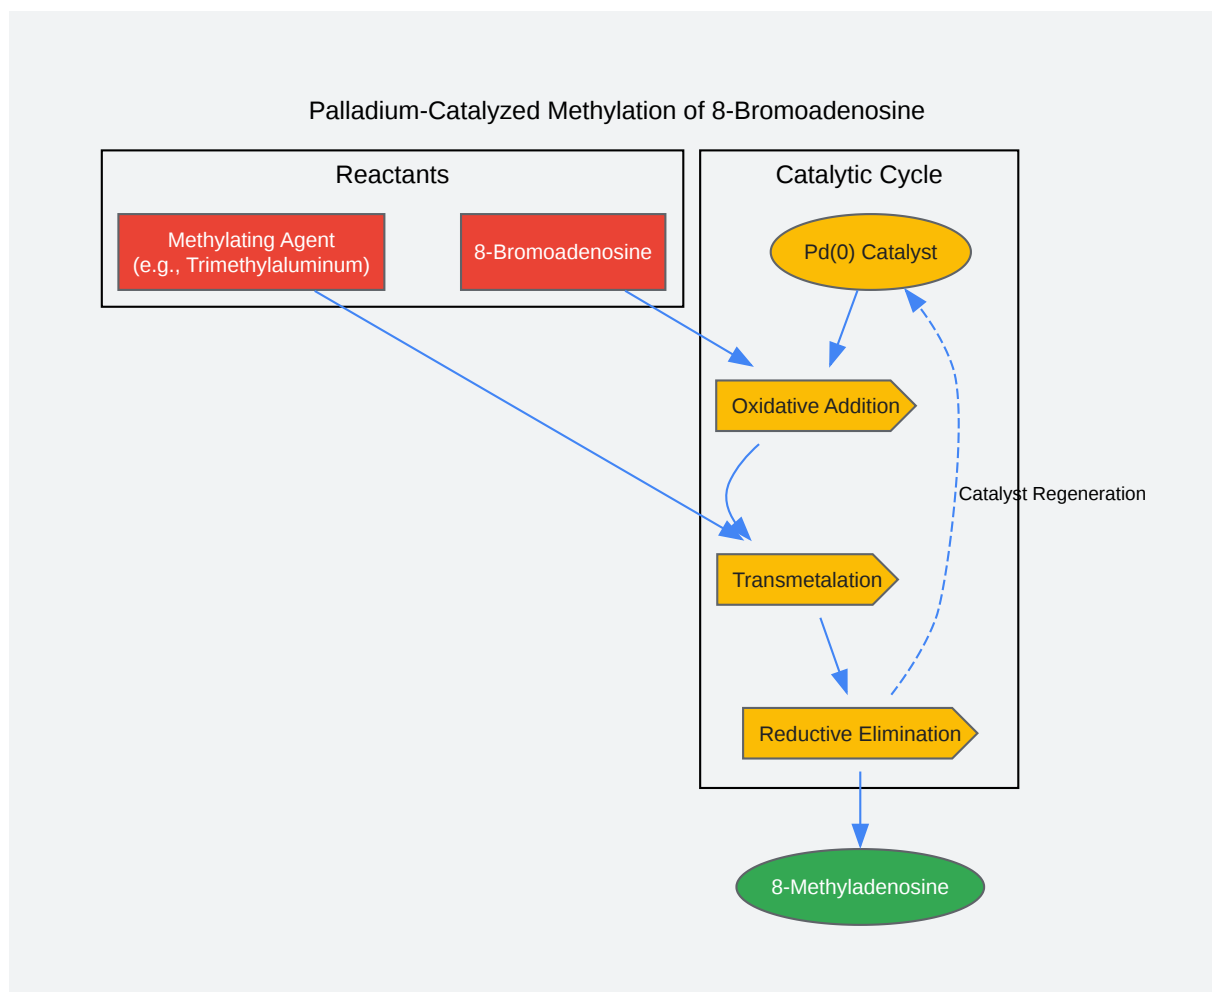 Palladium-Catalyzed Methylation of 8-Bromoadenosine
Reactants
Catalytic Cycle
Methylating Agent
(e.g., Trimethylaluminum)
8-Bromoadenosine
Pd(0) Catalyst
Oxidative Addition
Catalyst Regeneration
Transmetalation
Reductive Elimination
8-Methyladenosine